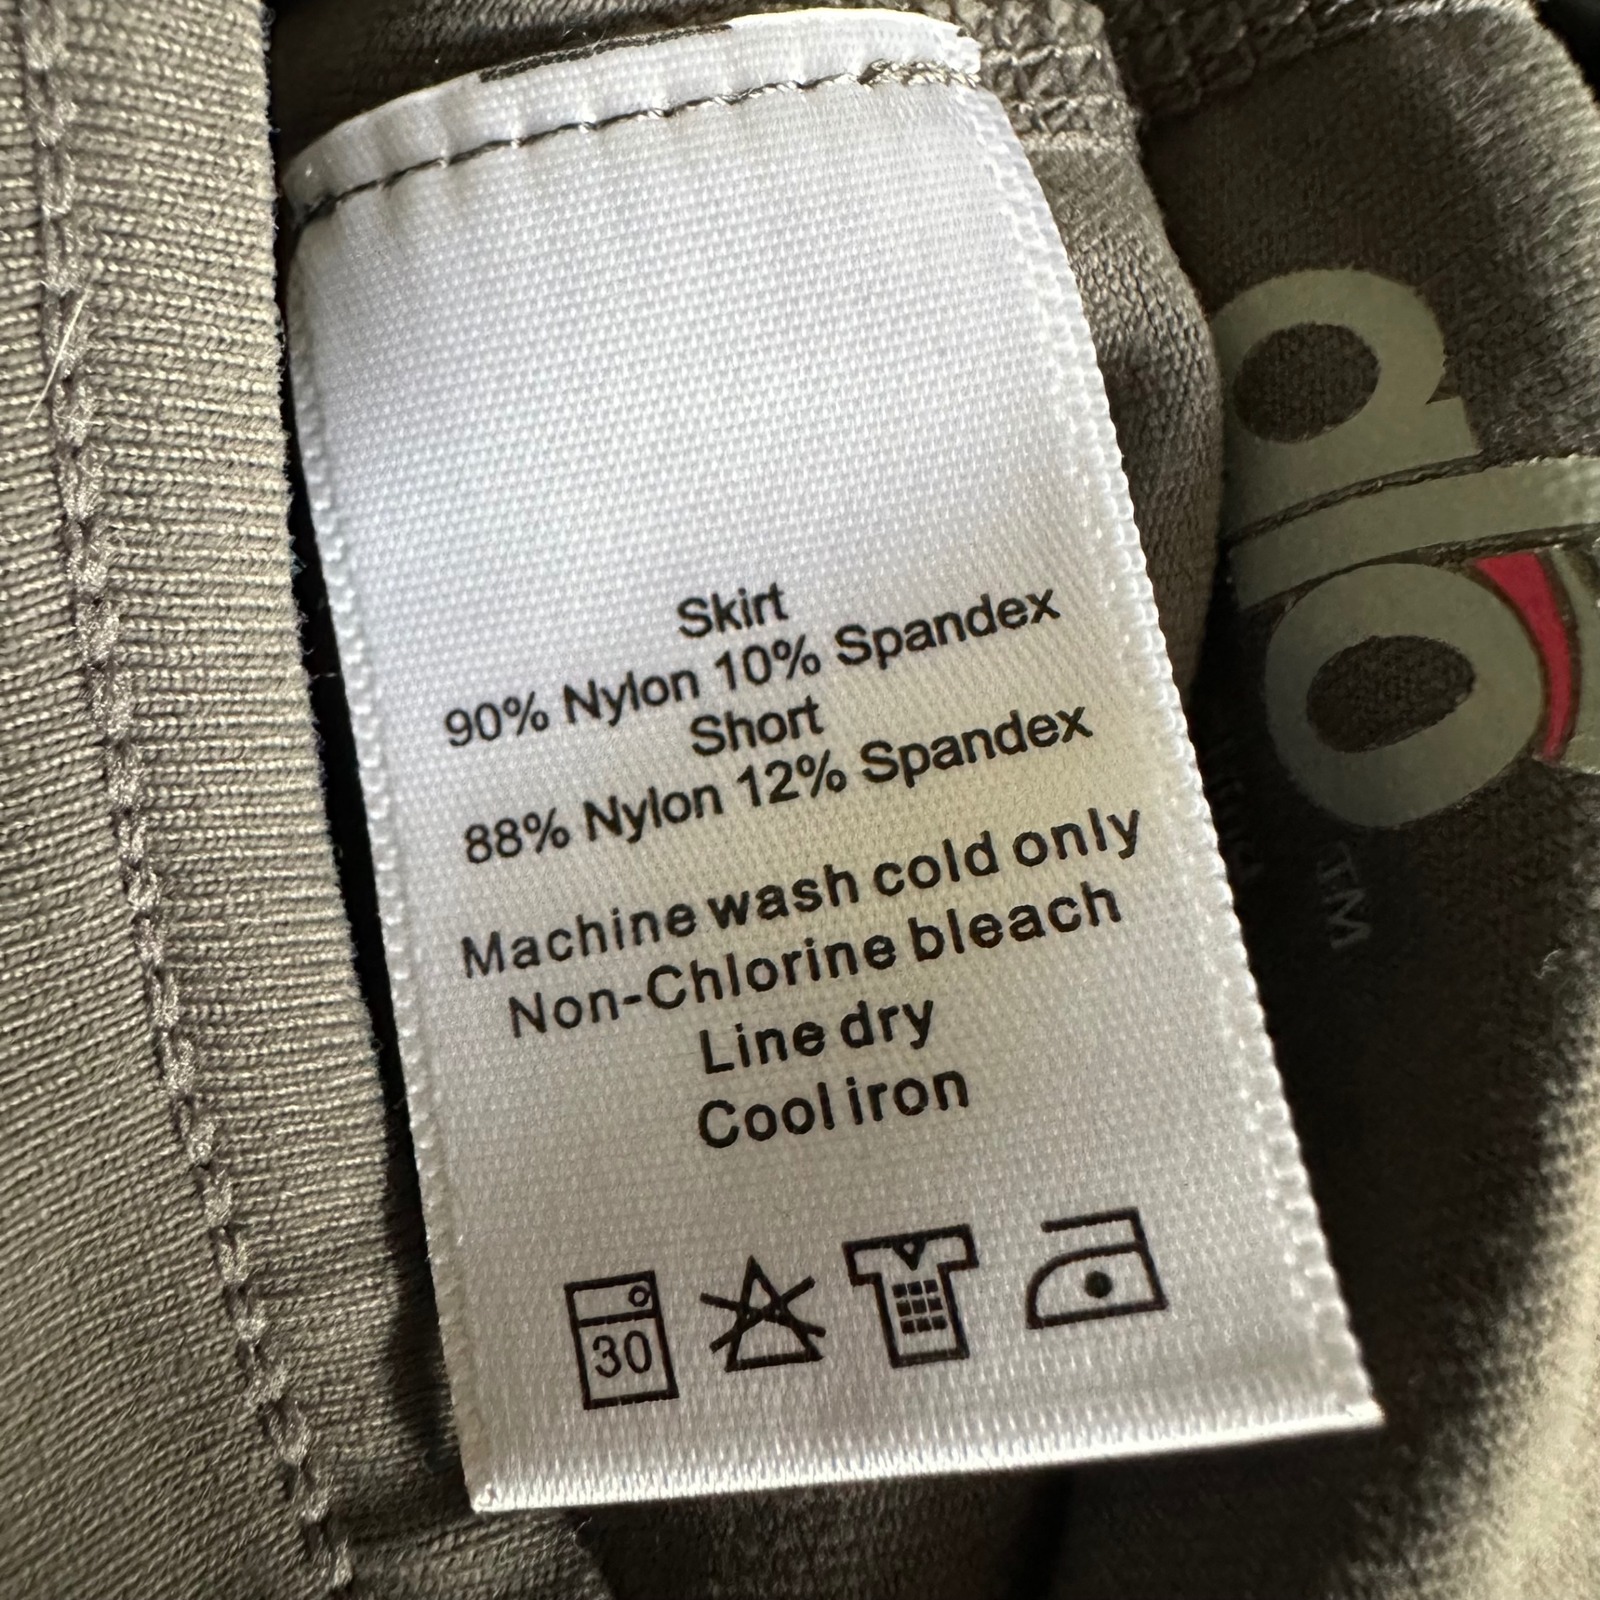 Skirt
90% Nylon 10% Spandex
Short
88% Nylon 12% Spandex
Machine wash cold only
Non-Chlorine bleach
Line dry
Cool iron
30
TM